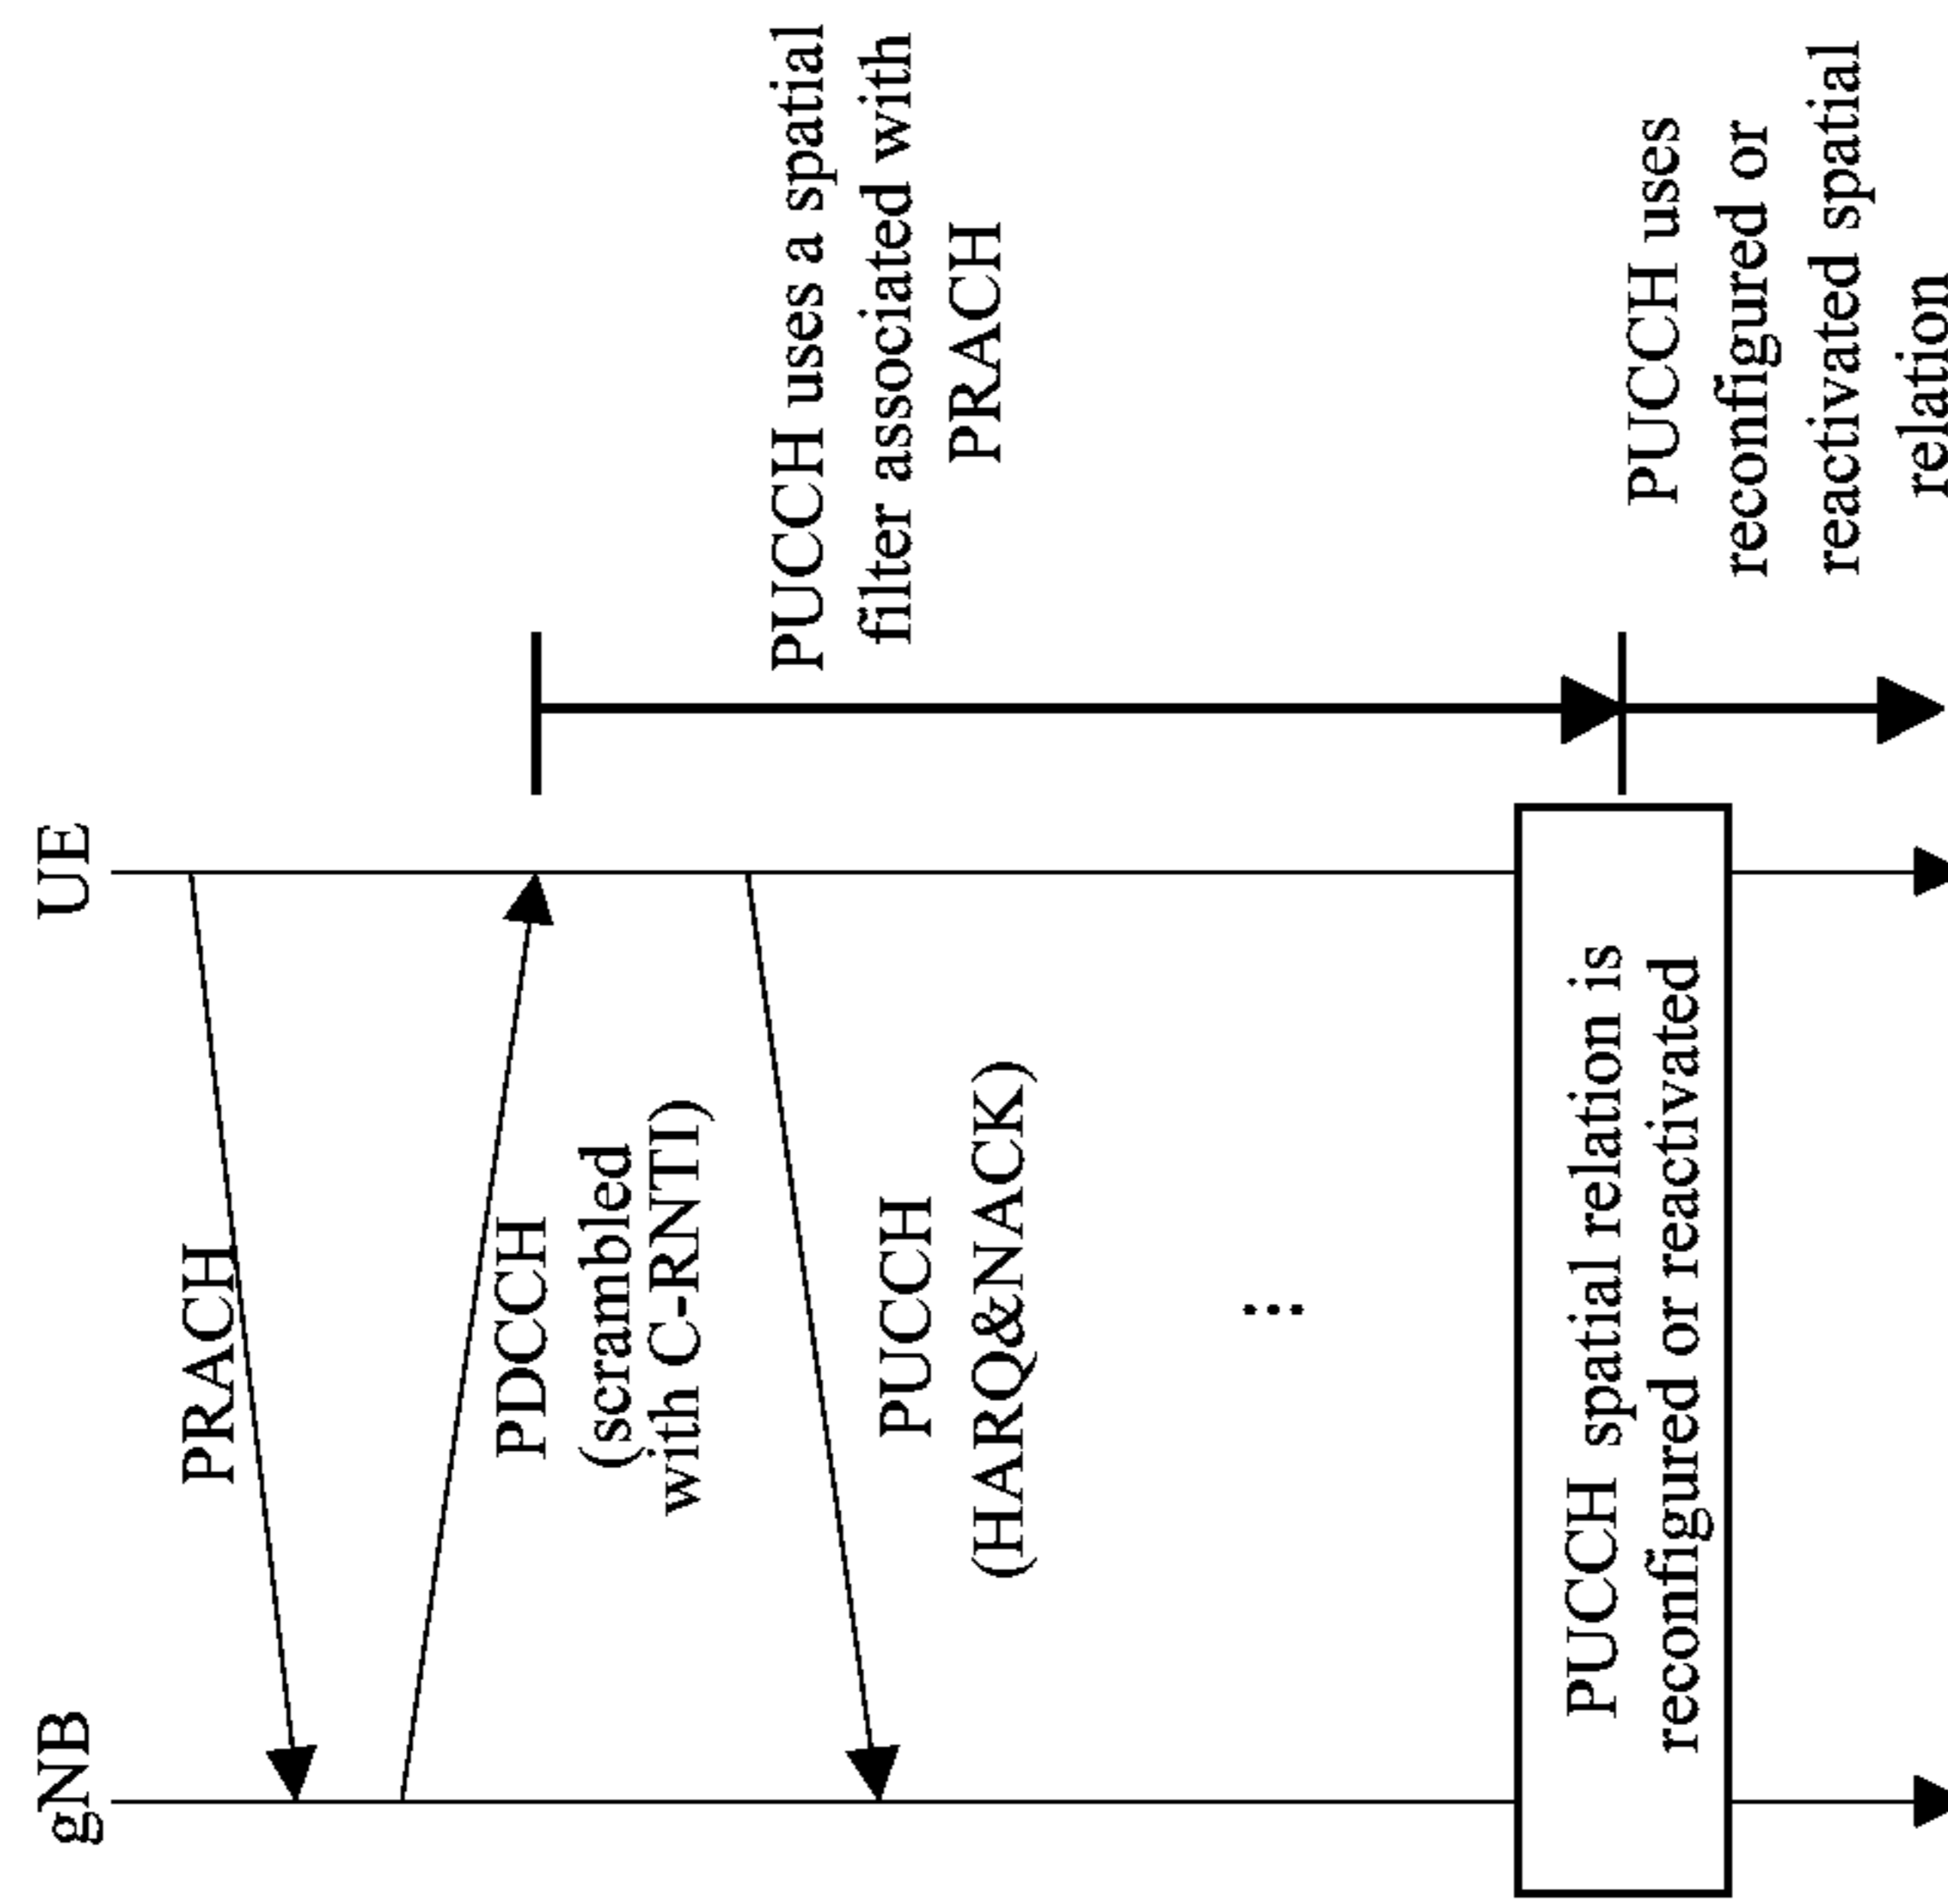 gNB
UE
PRACH
PDCCH
(scrambled
with C-RNTI)
PUCCH
(HARQ&NACK)
⋮
PUCCH spatial relation is
reconfigured or reactivated
PUCCH uses a spatial
filter associated with
PRACH
PUCCH uses
reconfigured or
reactivated spatial
relation